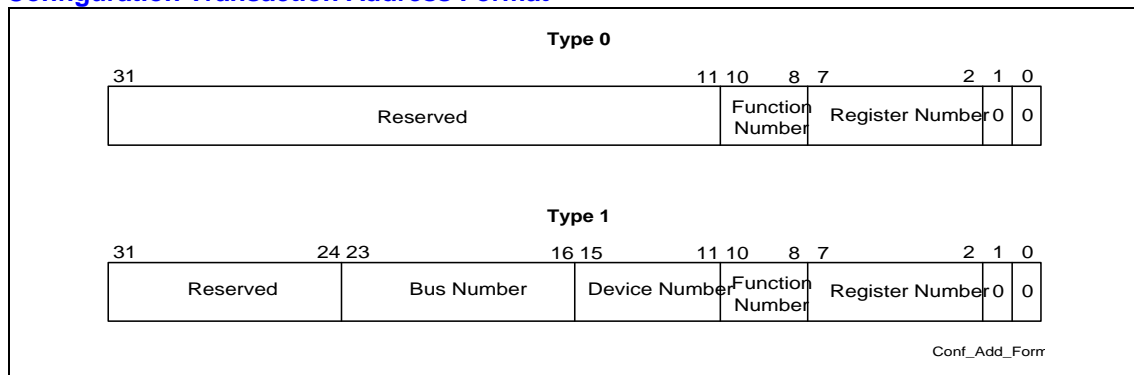 Configuration Transaction Address Format
Type 0
31 11 10 8 7 2 1 0
Reserved Function Number Register Number 0 0
Type 1
31 24 23 16 15 11 10 8 7 2 1 0
Reserved Bus Number Device Number Function Number Register Number 0 0
Conf_Add_Form